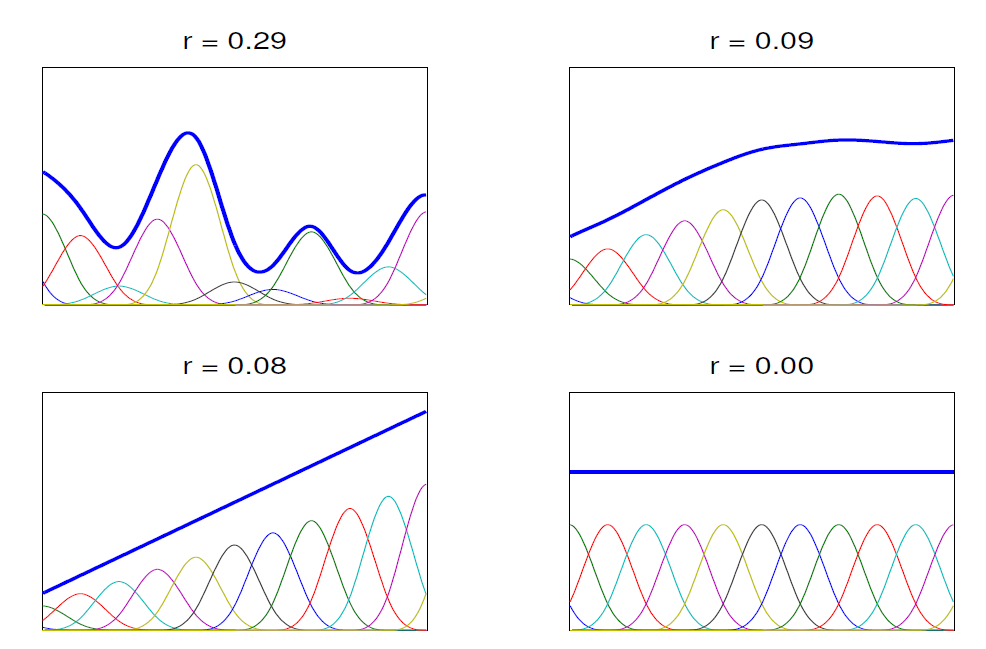 r = 0.29
r = 0.09
r = 0.08
r = 0.00